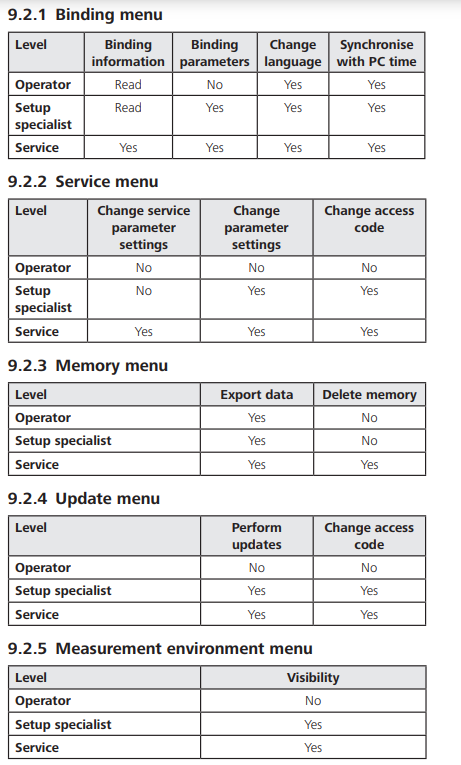 9.2.1 Binding menu
Level Binding information Binding parameters Change language Synchronise with PC time
Operator Read No Yes Yes
Setup specialist Read Yes Yes Yes
Service Yes Yes Yes Yes
9.2.2 Service menu
Level Change service parameter settings Change parameter settings Change access code
Operator No No No
Setup specialist No Yes Yes
Service Yes Yes Yes
9.2.3 Memory menu
Level Export data Delete memory
Operator Yes No
Setup specialist Yes No
Service Yes Yes
9.2.4 Update menu
Level Perform updates Change access code
Operator No No
Setup specialist Yes Yes
Service Yes Yes
9.2.5 Measurement environment menu
Level Visibility
Operator No
Setup specialist Yes
Service Yes